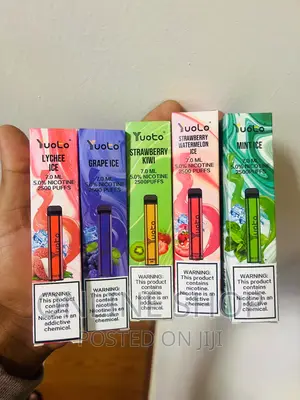 YUOTO
LYCHEE
ICE
7.0 ML
5.0% NICOTINE
2500 PUFFS
WARNING:
This product
contains
nicotine.
Nicotine is an
addictive
chemical.
YUOTO
GRAPE ICE
7.0 ML
5.0% NICOTINE
2500 PUFFS
WARNING:
This product
contains
nicotine.
Nicotine is an
addictive
chemical.
YUOTO
STRAWBERRY
KIWI
7.0 ML
5.0% NICOTINE
2500PUFFS
WARNING:
This product
contains
nicotine.
Nicotine is an
addictive
chemical.
YUOTO
STRAWBERRY
WATERMELON
ICE
7.0 ML
5.0% NICOTINE
2500 PUFFS
WARNING:
This product
contains
nicotine.
Nicotine is an
addictive
chemical.
YUOTO
MINT ICE
7.0 ML
5.0% NICOTINE
2500 PUFFS
WARNING:
This product
contains
nicotine.
Nicotine is an
addictive
chemical.
POSTED ON JIJI